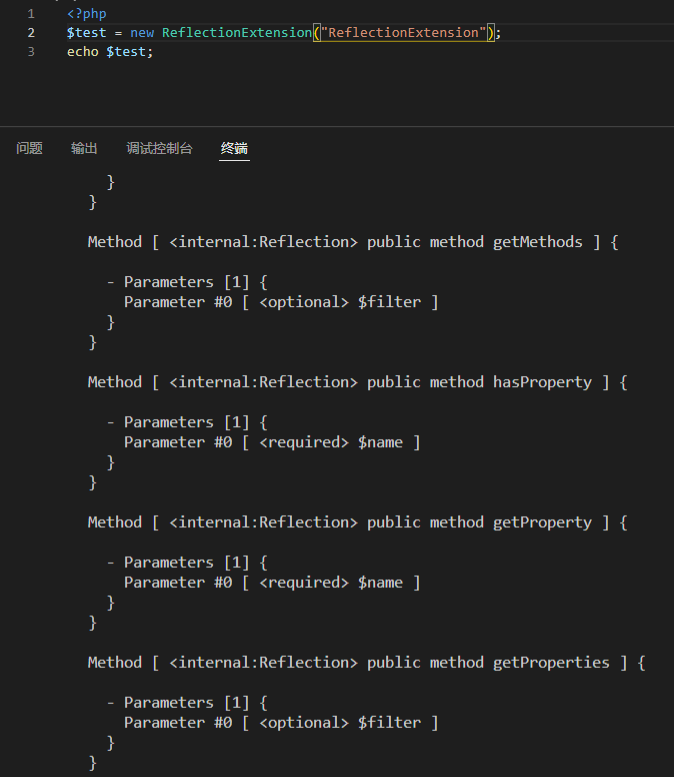 1 <?php
2 $test = new ReflectionExtension("ReflectionExtension");
3 echo $test;
问题 输出 调试控制台 终端
}
}
Method [ <internal:Reflection> public method getMethods ] {
- Parameters [1] {
Parameter #0 [ <optional> $filter ]
}
}
Method [ <internal:Reflection> public method hasProperty ] {
- Parameters [1] {
Parameter #0 [ <required> $name ]
}
}
Method [ <internal:Reflection> public method getProperty ] {
- Parameters [1] {
Parameter #0 [ <required> $name ]
}
}
Method [ <internal:Reflection> public method getProperties ] {
- Parameters [1] {
Parameter #0 [ <optional> $filter ]
}
}